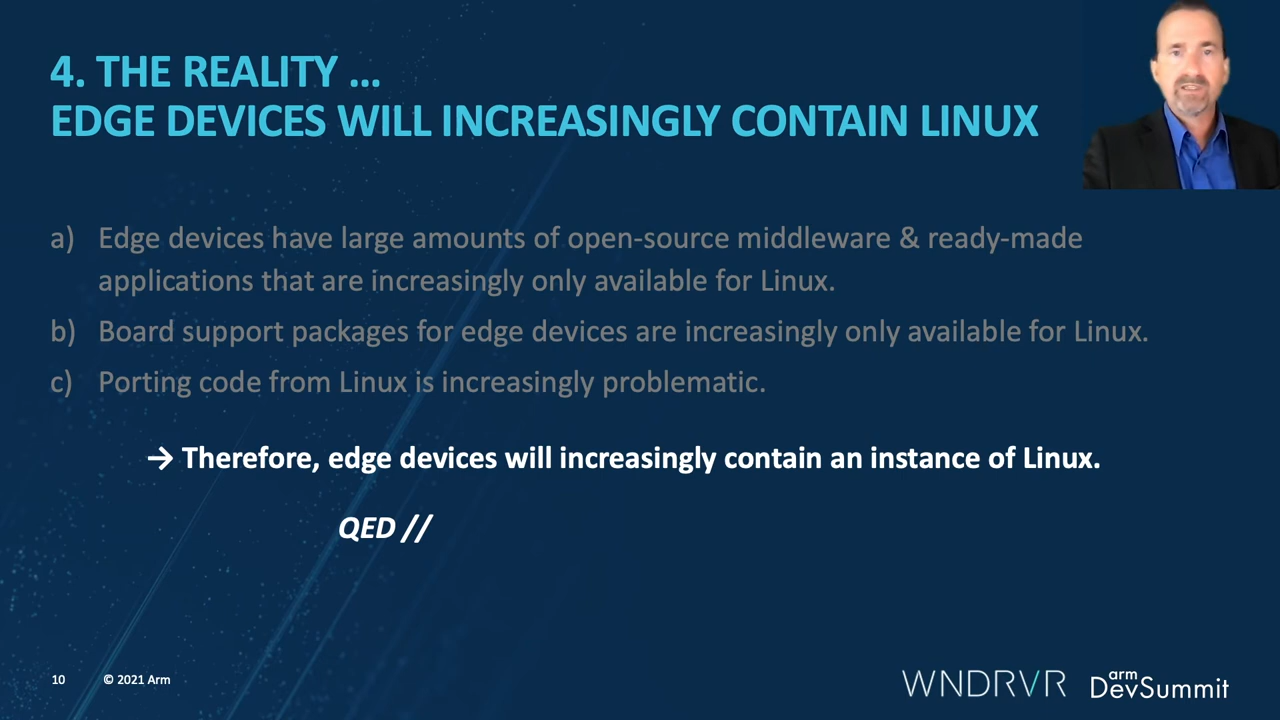 4. THE REALITY ...
EDGE DEVICES WILL INCREASINGLY CONTAIN LINUX
a) Edge devices have large amounts of open-source middleware & ready-made
applications that are increasingly only available for Linux.
b) Board support packages for edge devices are increasingly only available for Linux.
c) Porting code from Linux is increasingly problematic.
→ Therefore, edge devices will increasingly contain an instance of Linux.
QED //
10 © 2021 Arm
WNDRVR
arm
DevSummit